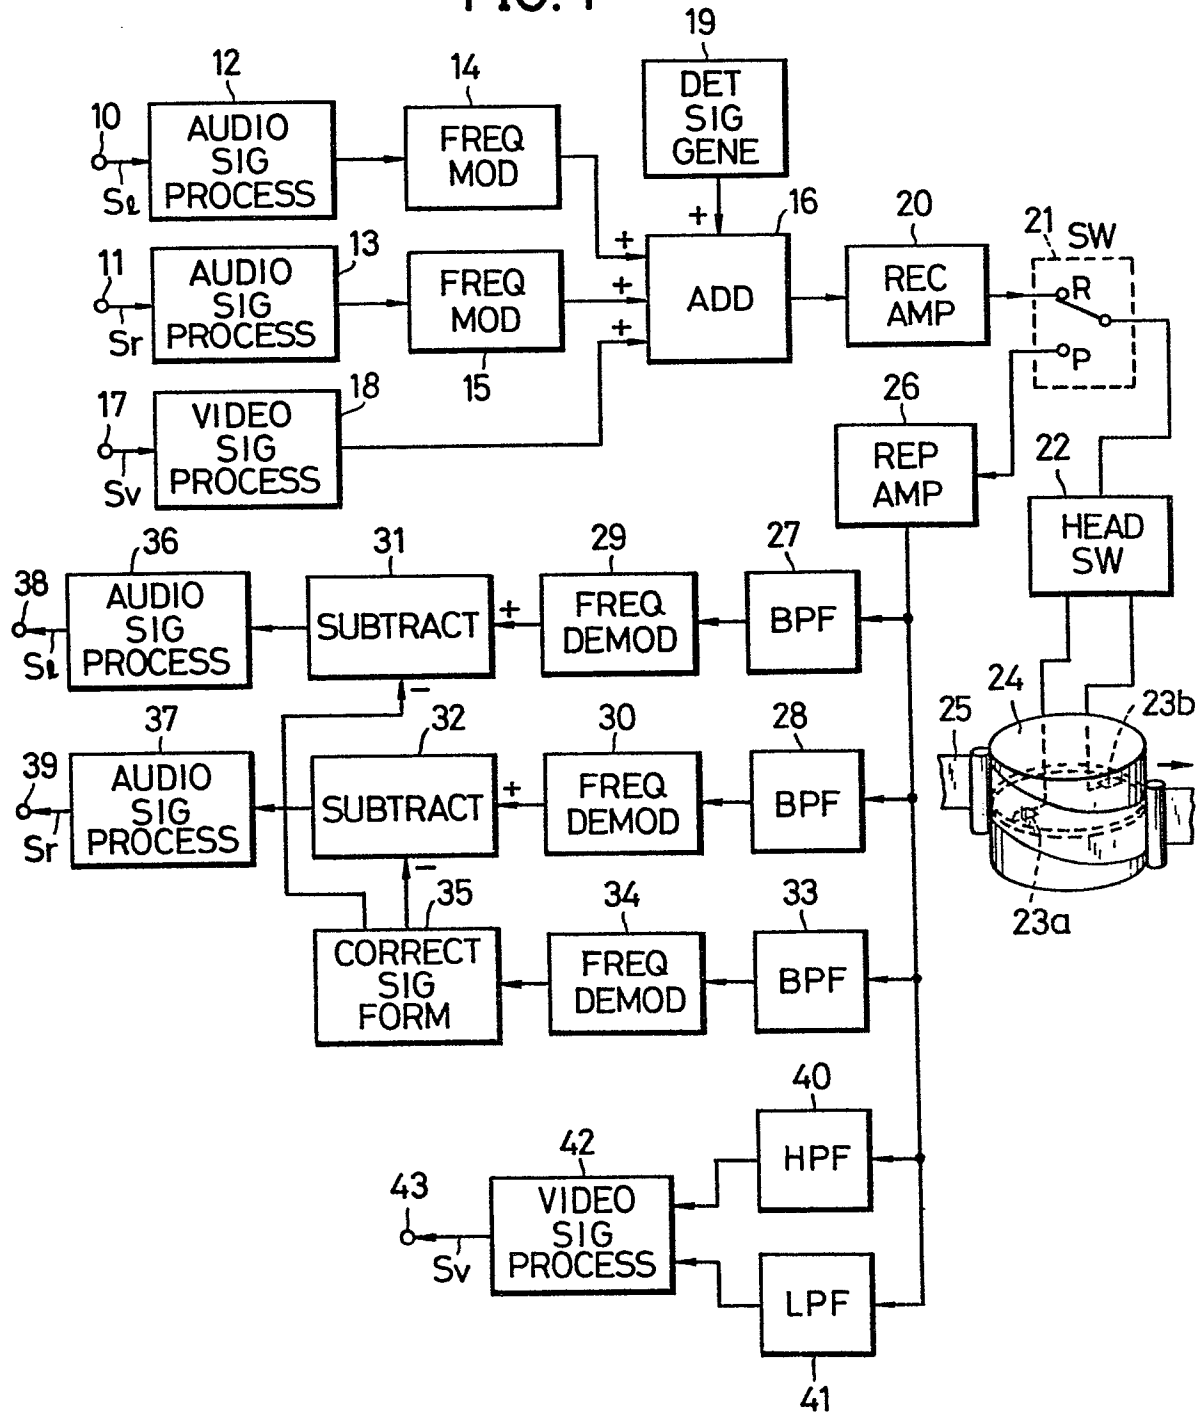 FIG. 1
19
12
14
DET
SIG
GENE
10
AUDIO
SIG
PROCESS
FREQ
MOD
Sℓ
+
16
20
21
SW
11
13
AUDIO
SIG
PROCESS
FREQ
MOD
+
+
+
ADD
REC
AMP
R
P
Sr
15
17
18
VIDEO
SIG
PROCESS
Sv
26
REP
AMP
22
HEAD
SW
36
31
29
27
38
AUDIO
SIG
PROCESS
SUBTRACT
+
FREQ
DEMOD
BPF
Sℓ
−
24
23b
25
37
32
30
28
39
AUDIO
SIG
PROCESS
SUBTRACT
+
FREQ
DEMOD
BPF
Sr
−
23a
35
34
33
CORRECT
SIG
FORM
FREQ
DEMOD
BPF
40
HPF
42
43
VIDEO
SIG
PROCESS
Sv
LPF
41